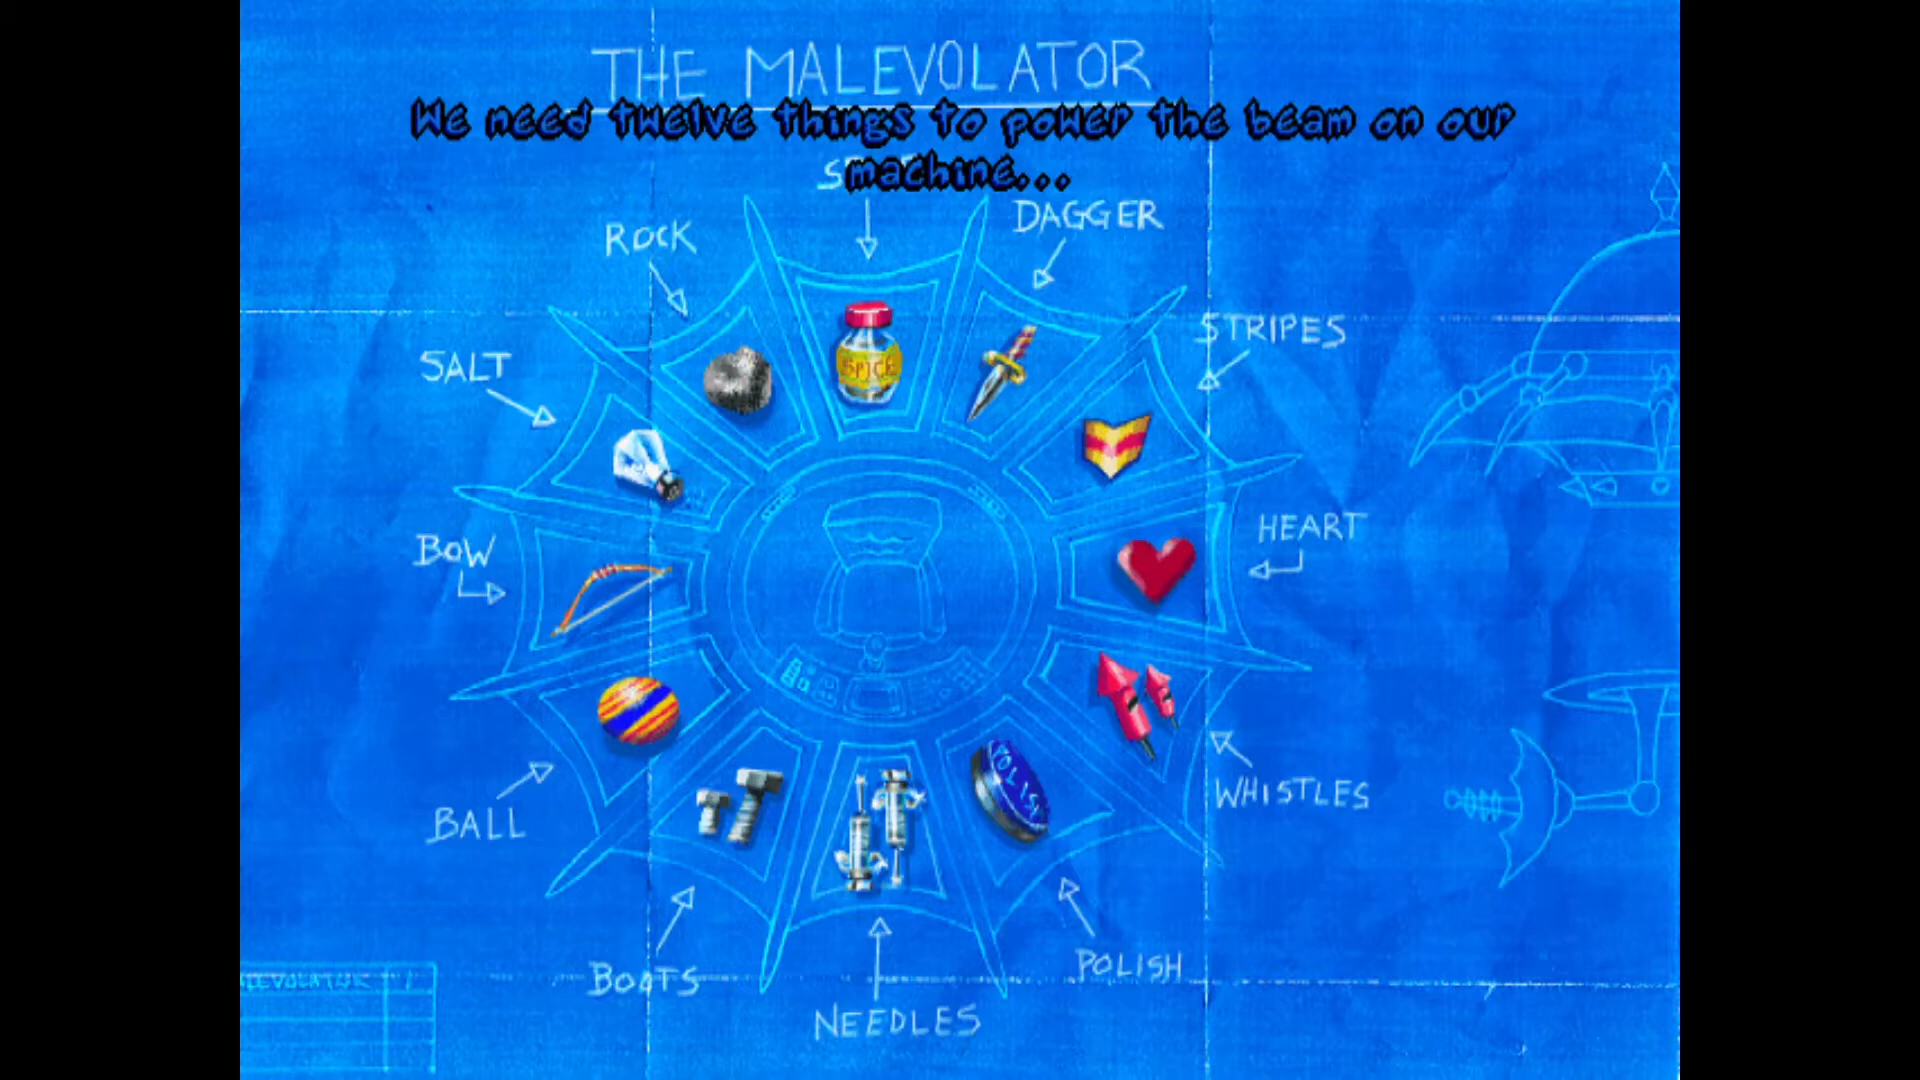 THE MALEVOLATOR
We need twelve things to power the beam on our
machine...
DAGGER
ROCK
STRIPES
SALT
SPICE
HEART
BOW
WHISTLES
BALL
POLISH
BOOTS
NEEDLES